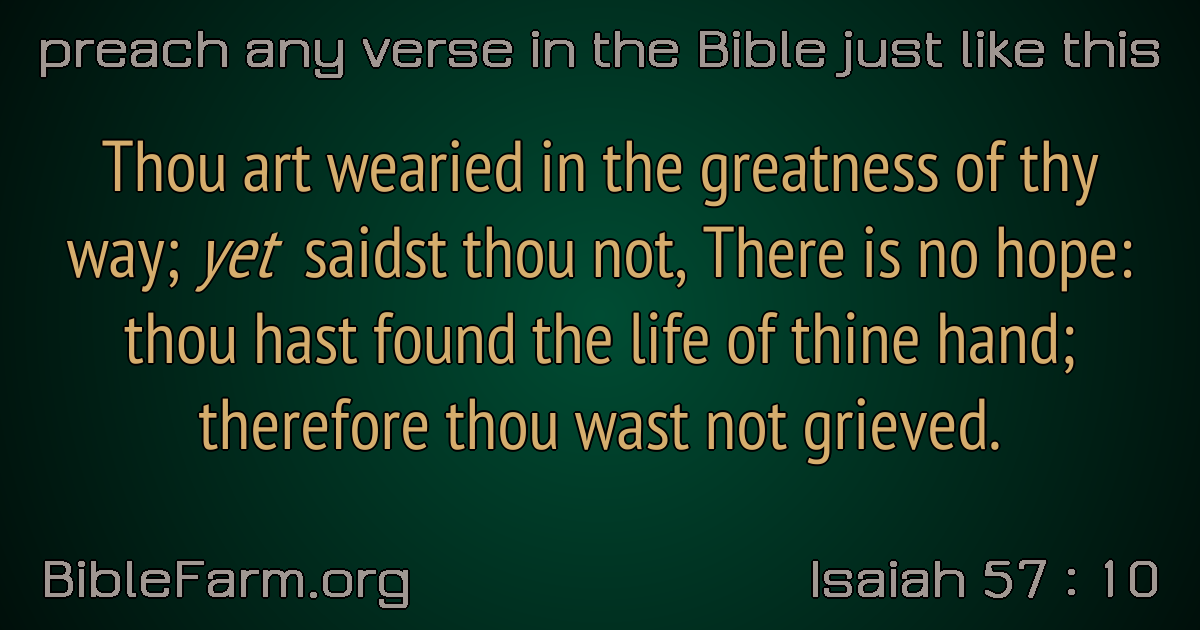 preach any verse in the Bible just like this
Thou art wearied in the greatness of thy
way; yet saidst thou not, There is no hope:
thou hast found the life of thine hand;
therefore thou wast not grieved.
BibleFarm.org
Isaiah 57 : 10